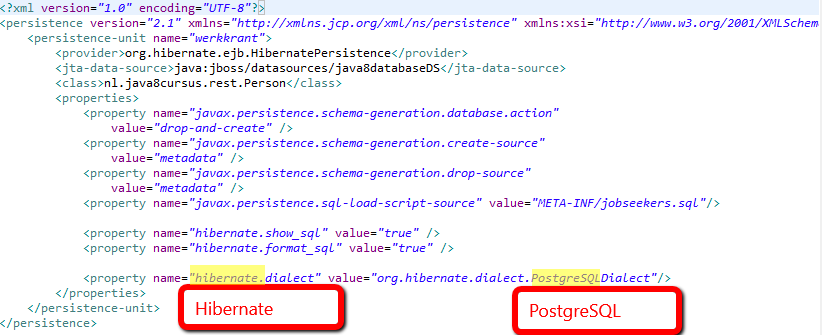 <?xml version="1.0" encoding="UTF-8"?>
<persistence version="2.1" xmlns="http://xmlns.jcp.org/xml/ns/persistence" xmlns:xsi="http://www.w3.org/2001/XMLSchem
<persistence-unit name="werkkrant">
<provider>org.hibernate.ejb.HibernatePersistence</provider>
<jta-data-source>java:jboss/datasources/java8databaseDS</jta-data-source>
<class>nl.java8cursus.rest.Person</class>
<properties>
<property name="javax.persistence.schema-generation.database.action"
value="drop-and-create" />
<property name="javax.persistence.schema-generation.create-source"
value="metadata" />
<property name="javax.persistence.schema-generation.drop-source"
value="metadata" />
<property name="javax.persistence.sql-load-script-source" value="META-INF/jobseekers.sql"/>
<property name="hibernate.show_sql" value="true" />
<property name="hibernate.format_sql" value="true" />
<property name="hibernate.dialect" value="org.hibernate.dialect.PostgreSQLDialect"/>
</properties>
</persistence-unit>
</persistence>
Hibernate
PostgreSQL